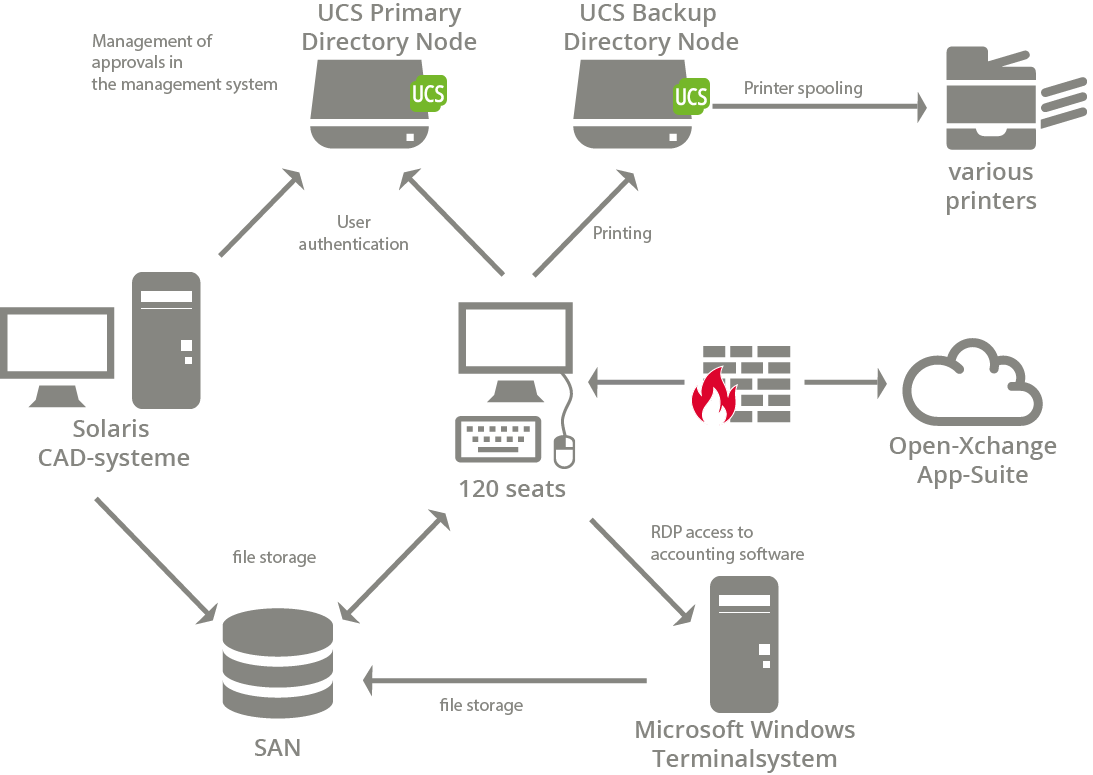 UCS Primary
Directory Node
UCS Backup
Directory Node
Management of
approvals in
the management system
UCS
UCS
Printer spooling
various
printers
User
authentication
Printing
Solaris
CAD-systeme
120 seats
Open-Xchange
App-Suite
file storage
RDP access to
accounting software
file storage
SAN
Microsoft Windows
Terminalsystem